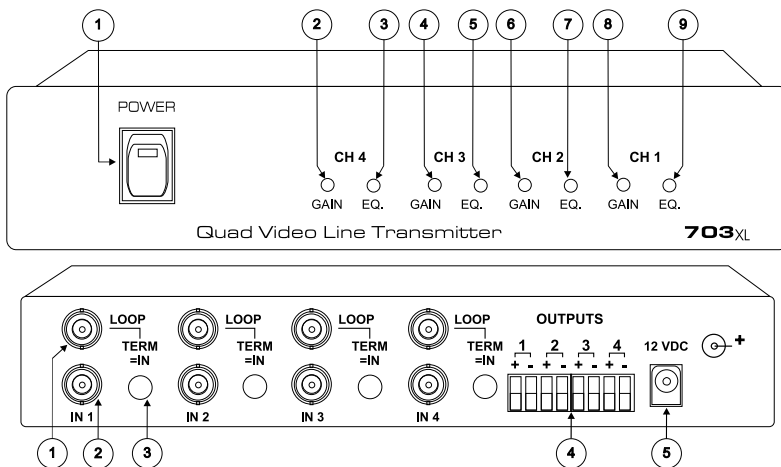 1 2 3 4 5 6 7 8 9
POWER
CH 4 CH 3 CH 2 CH 1
GAIN EQ. GAIN EQ. GAIN EQ. GAIN EQ.
Quad Video Line Transmitter 703XL
LOOP LOOP LOOP LOOP OUTPUTS
TERM =IN TERM =IN TERM =IN TERM =IN
1 2 3 4 12 VDC +
+ - + - + - + -
IN 1 IN 2 IN 3 IN 4
1 2 3 4 5